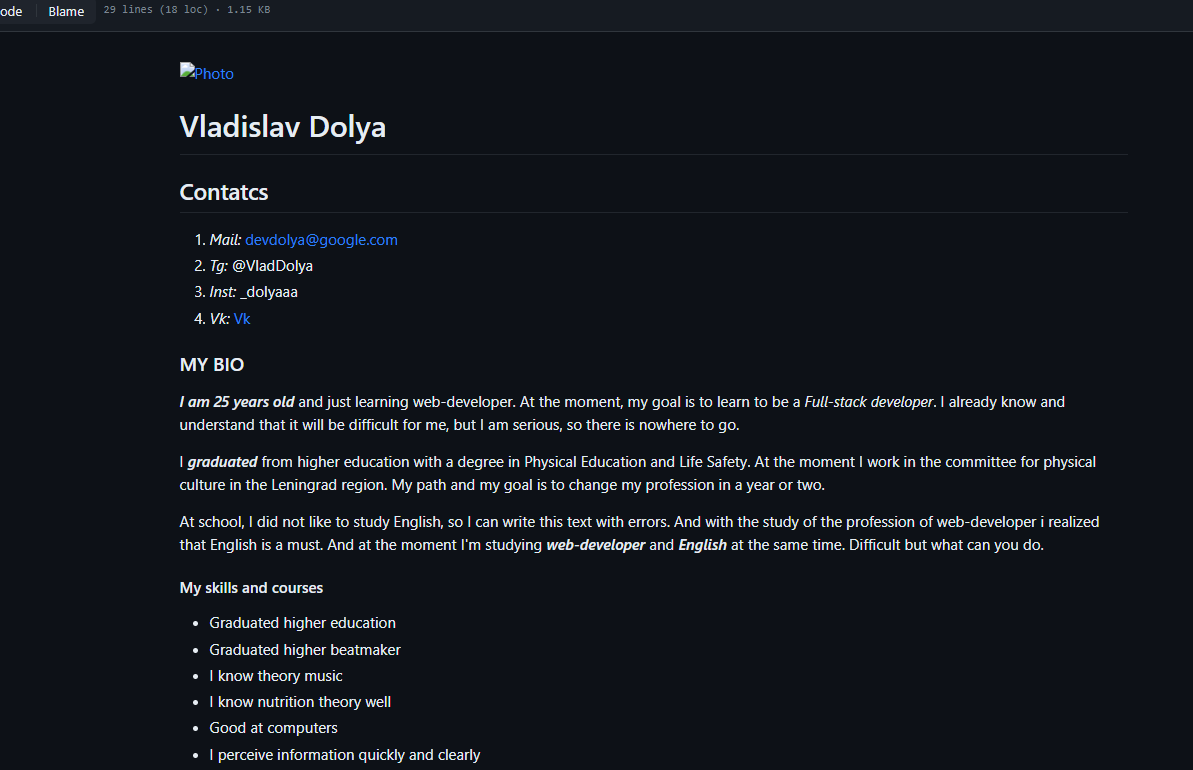 ode Blame 29 lines (18 loc) · 1.15 KB
Photo
Vladislav Dolya
Contatcs
1. Mail: devdolya@google.com
2. Tg: @VladDolya
3. Inst: _dolyaaa
4. Vk: Vk
MY BIO
I am 25 years old and just learning web-developer. At the moment, my goal is to learn to be a Full-stack developer. I already know and
understand that it will be difficult for me, but I am serious, so there is nowhere to go.
I graduated from higher education with a degree in Physical Education and Life Safety. At the moment I work in the committee for physical
culture in the Leningrad region. My path and my goal is to change my profession in a year or two.
At school, I did not like to study English, so I can write this text with errors. And with the study of the profession of web-developer i realized
that English is a must. And at the moment I'm studying web-developer and English at the same time. Difficult but what can you do.
My skills and courses
• Graduated higher education
• Graduated higher beatmaker
• I know theory music
• I know nutrition theory well
• Good at computers
• I perceive information quickly and clearly